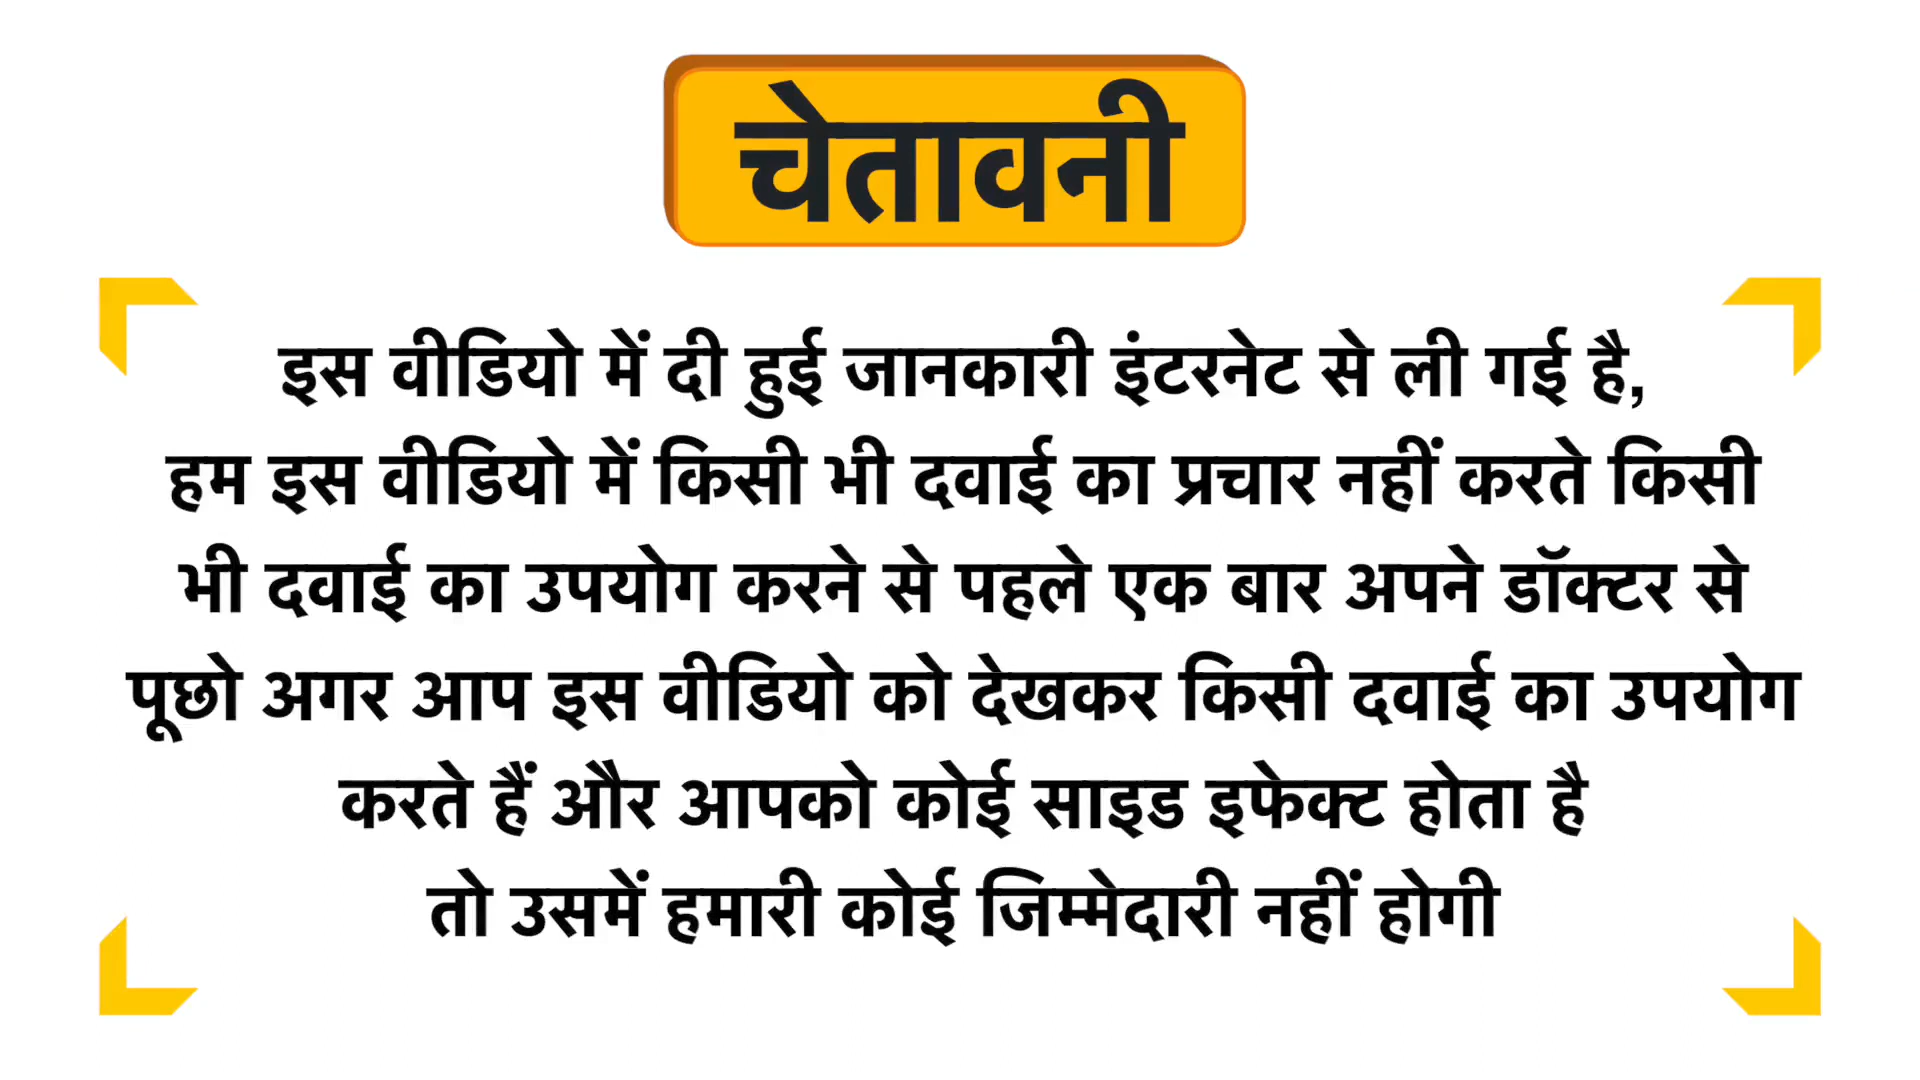 चेतावनी
इस वीडियो में दी हुई जानकारी इंटरनेट से ली गई है,
हम इस वीडियो में किसी भी दवाई का प्रचार नहीं करते किसी
भी दवाई का उपयोग करने से पहले एक बार अपने डॉक्टर से
पूछो अगर आप इस वीडियो को देखकर किसी दवाई का उपयोग
करते हैं और आपको कोई साइड इफेक्ट होता है
तो उसमें हमारी कोई जिम्मेदारी नहीं होगी